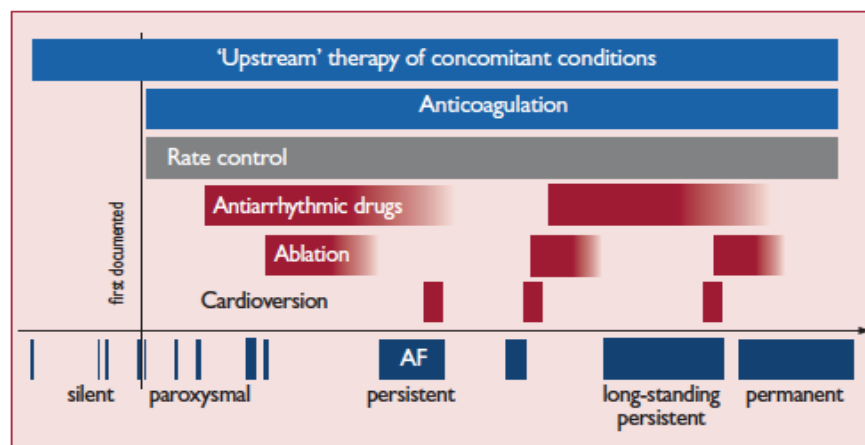 ‘Upstream’ therapy of concomitant conditions
Anticoagulation
Rate control
first documented
Antiarrhythmic drugs
Ablation
Cardioversion
AF
silent
paroxysmal
persistent
long-standing
persistent
permanent